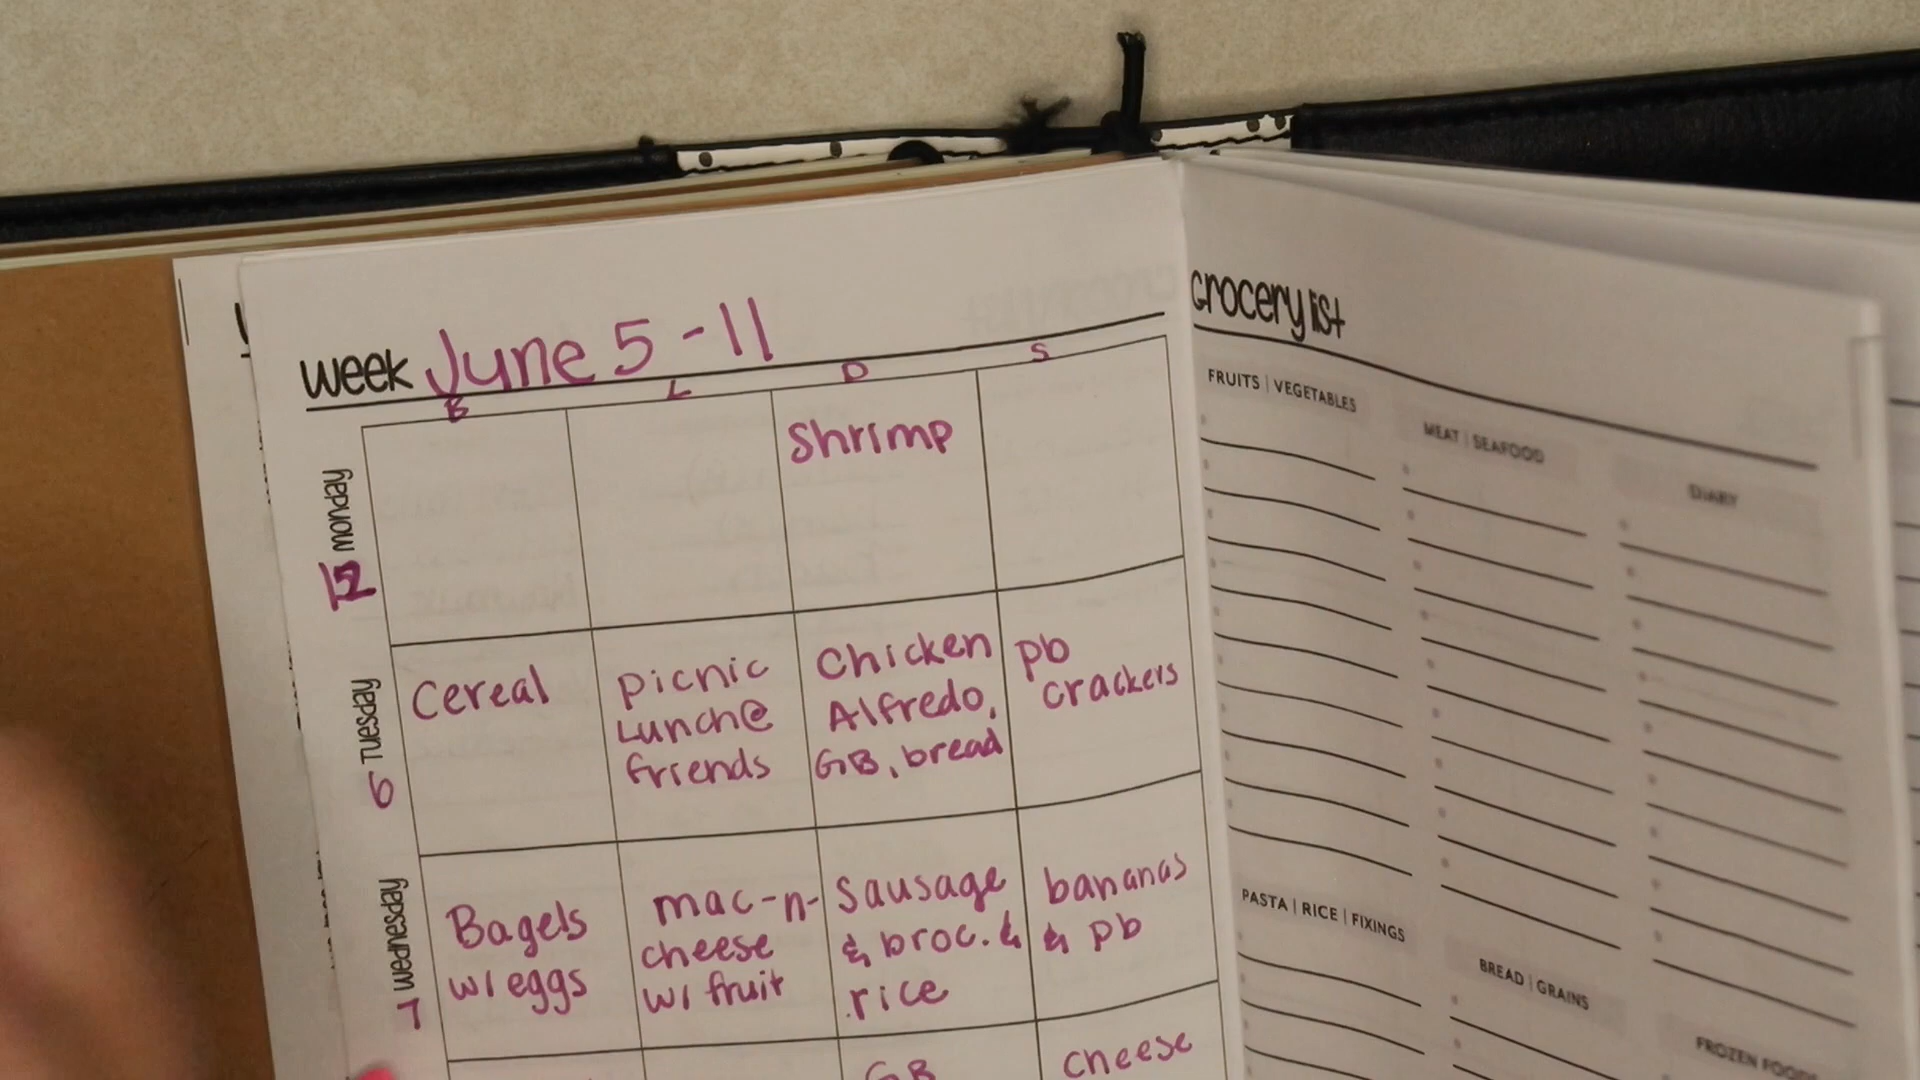 week June 5-11
B L D S
monday 12
Shrimp
Tuesday 6
Cereal
Picnic
Lunch@
friends
Chicken
Alfredo,
GB, bread
pb
crackers
wednesday 7
Bagels
w/ eggs
mac-n-
cheese
w/ fruit
Sausage
& broc. &
rice
bananas
& pb
GB
cheese
Grocery list
FRUITS | VEGETABLES
MEAT | SEAFOOD
DIARY
PASTA | RICE | FIXINGS
BREAD | GRAINS
FROZEN FOODS